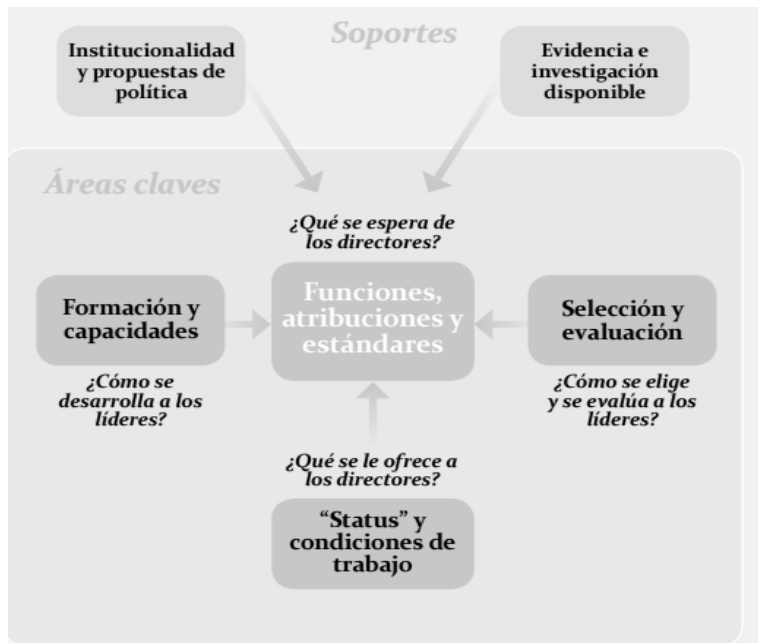 Soportes
Institucionalidad
y propuestas de
política
Evidencia e
investigación
disponible
Áreas claves
¿Qué se espera de
los directores?
Formación y
capacidades
Funciones,
atribuciones y
estándares
Selección y
evaluación
¿Cómo se
desarrolla a los
líderes?
¿Cómo se elige
y se evalúa a los
líderes?
¿Qué se le ofrece a
los directores?
“Status” y
condiciones de
trabajo